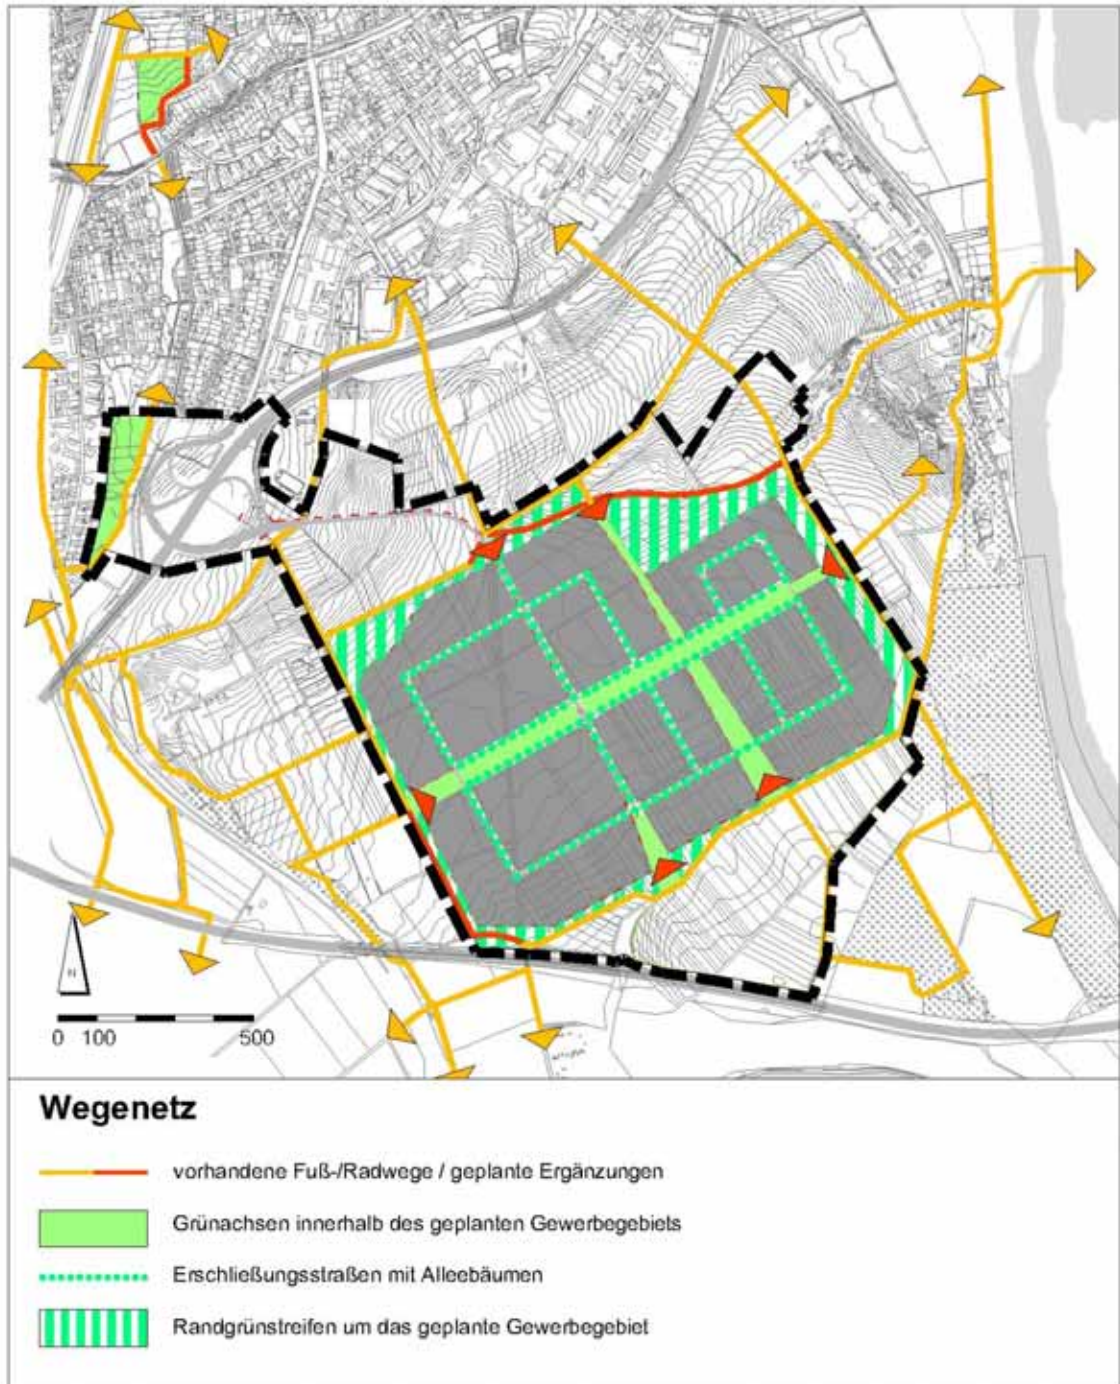 N
0 100 500
Wegenetz
vorhandene Fuß-/Radwege / geplante Ergänzungen
Grünachsen innerhalb des geplanten Gewerbegebiets
Erschließungsstraßen mit Alleebäumen
Randgrünstreifen um das geplante Gewerbegebiet